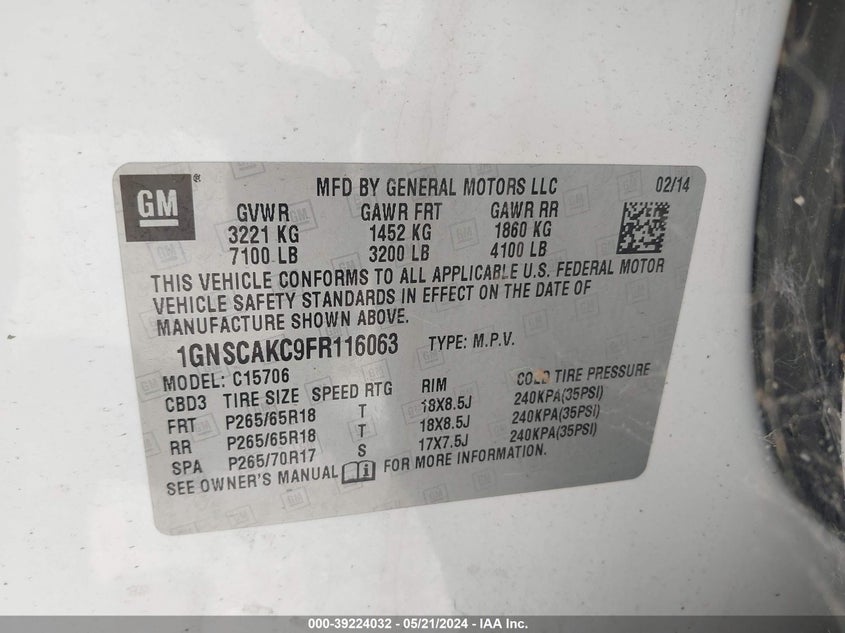 GM ®
MFD BY GENERAL MOTORS LLC 02/14
GVWR GAWR FRT GAWR RR
3221 KG 1452 KG 1860 KG
7100 LB 3200 LB 4100 LB
THIS VEHICLE CONFORMS TO ALL APPLICABLE U.S. FEDERAL MOTOR
VEHICLE SAFETY STANDARDS IN EFFECT ON THE DATE OF
MANUFACTURE SHOWN ABOVE.
1GNSCAKC9FR116063 TYPE: M.P.V.
MODEL: C15706
CBD3 TIRE SIZE SPEED RTG RIM COLD TIRE PRESSURE
FRT P265/65R18 T 18X8.5J 240KPA(35PSI)
RR P265/65R18 T 18X8.5J 240KPA(35PSI)
SPA P265/70R17 S 17X7.5J 240KPA(35PSI)
SEE OWNER'S MANUAL FOR MORE INFORMATION.
000-39224032 - 05/21/2024 - IAA Inc.